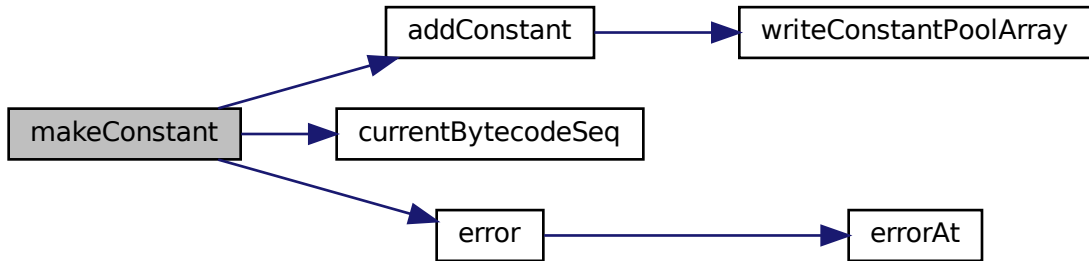 addConstant
writeConstantPoolArray
makeConstant
currentBytecodeSeq
error
errorAt